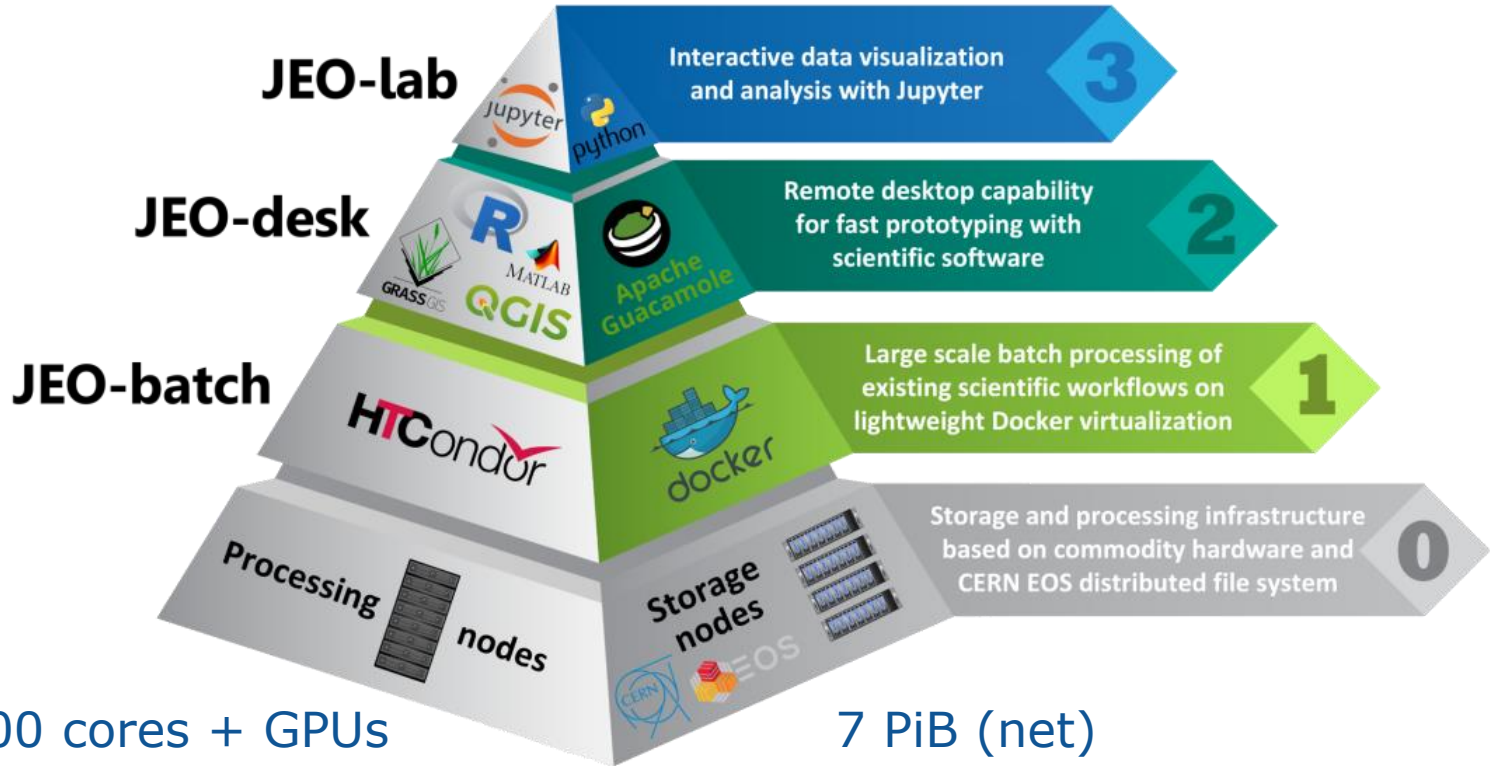 JEO-lab
Jupyter
python
Interactive data visualization
and analysis with Jupyter
3
JEO-desk
R
MATLAB
GRASS GIS
QGIS
Apache
Guacamole
Remote desktop capability
for fast prototyping with
scientific software
2
JEO-batch
HTCondor
docker
Large scale batch processing of
existing scientific workflows on
lightweight Docker virtualization
1
Processing
nodes
Storage
nodes
CERN
EOS
Storage and processing infrastructure
based on commodity hardware and
CERN EOS distributed file system
0
00 cores + GPUs
7 PiB (net)